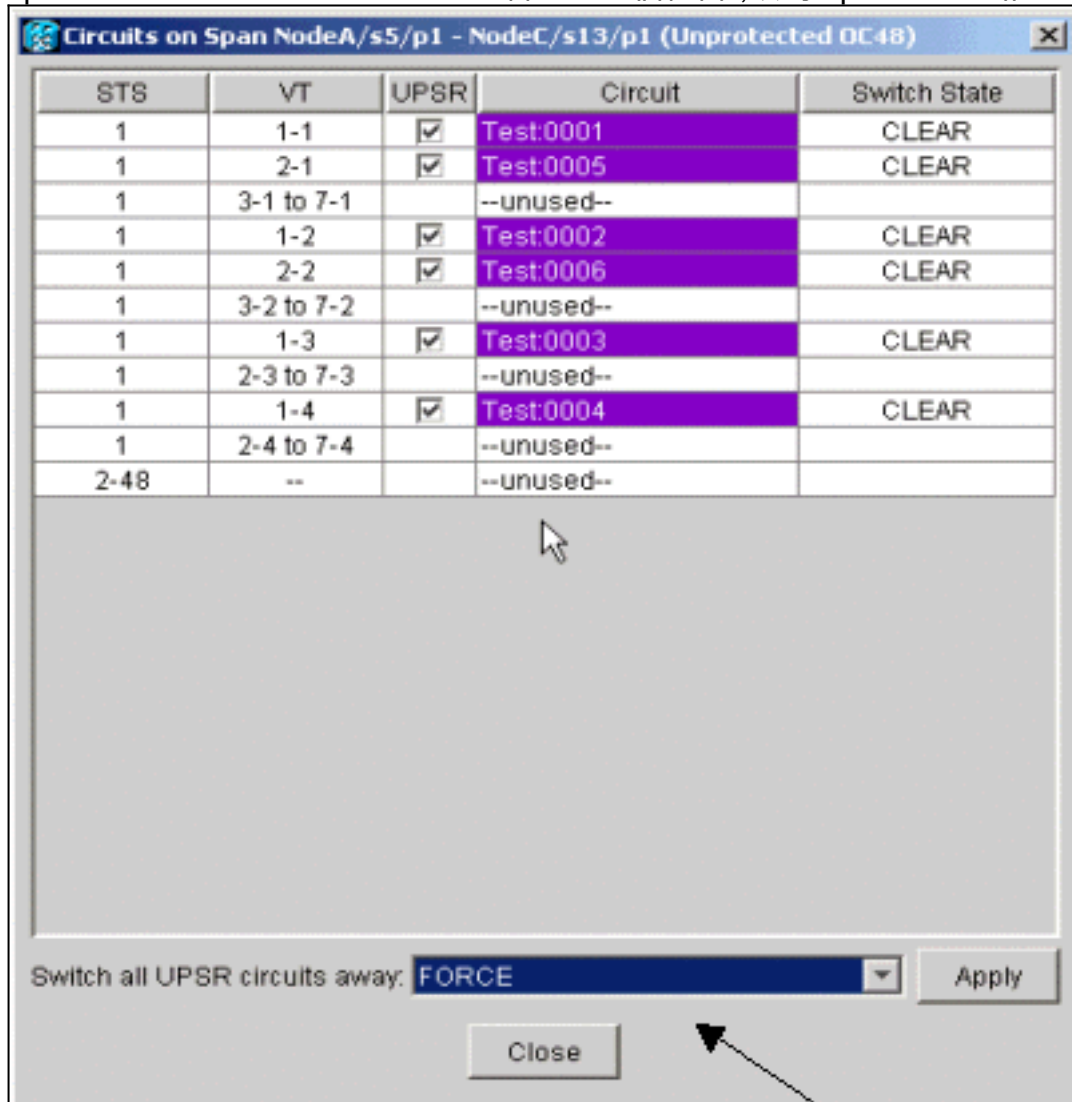 Circuits on Span NodeA/s5/p1 - NodeC/s13/p1 (Unprotected OC48)
STS VT UPSR Circuit Switch State
1 1-1 Test:0001 CLEAR
1 2-1 Test:0005 CLEAR
1 3-1 to 7-1 --unused--
1 1-2 Test:0002 CLEAR
1 2-2 Test:0006 CLEAR
1 3-2 to 7-2 --unused--
1 1-3 Test:0003 CLEAR
1 2-3 to 7-3 --unused--
1 1-4 Test:0004 CLEAR
1 2-4 to 7-4 --unused--
2-48 -- --unused--
Switch all UPSR circuits away: FORCE Apply
Close